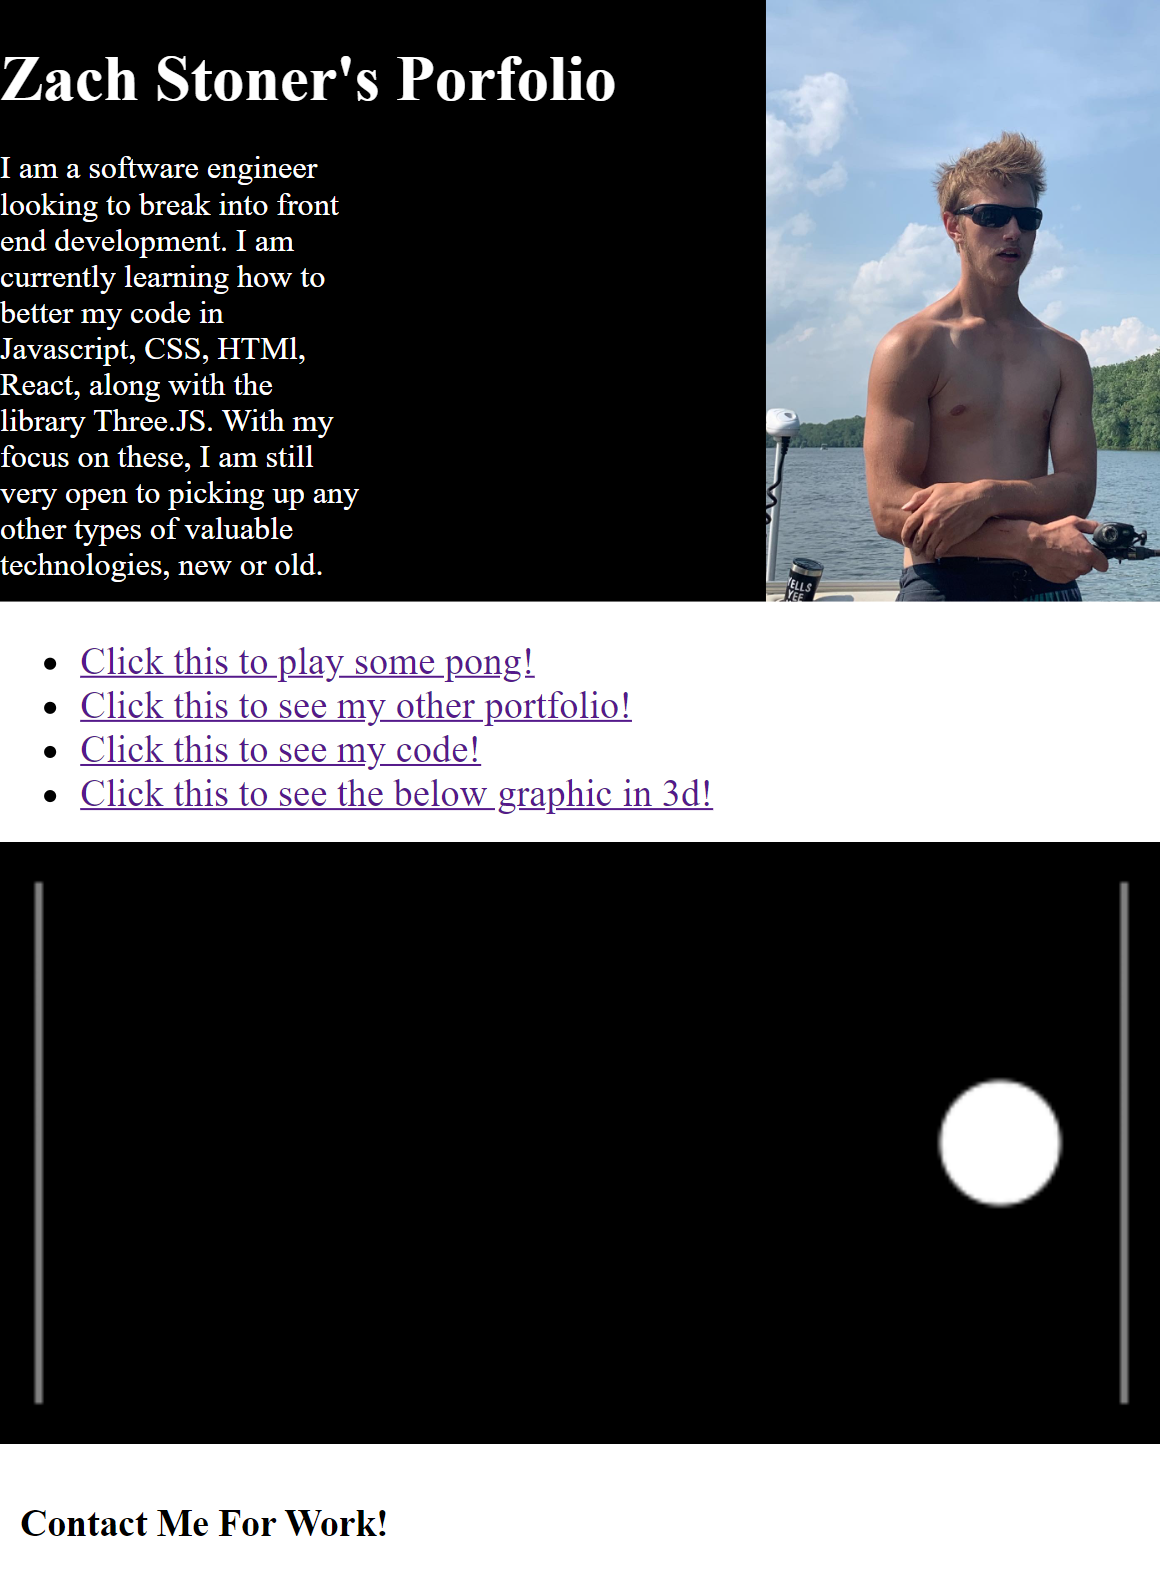 Zach Stoner's Porfolio
I am a software engineer
looking to break into front
end development. I am
currently learning how to
better my code in
Javascript, CSS, HTMl,
React, along with the
library Three.JS. With my
focus on these, I am still
very open to picking up any
other types of valuable
technologies, new or old.
YELLS
YEE
Click this to play some pong!
Click this to see my other portfolio!
Click this to see my code!
Click this to see the below graphic in 3d!
Contact Me For Work!